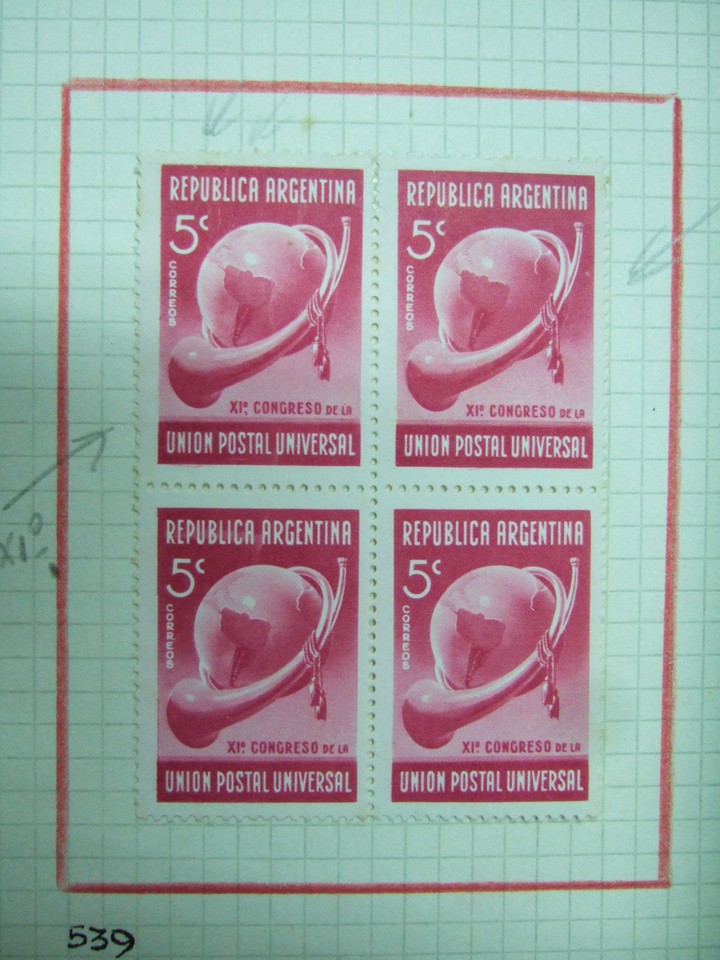 REPUBLICA ARGENTINA
5c
CORREOS
XIº, CONGRESO DE LA
UNION POSTAL UNIVERSAL
REPUBLICA ARGENTINA
5c
CORREOS
XIº CONGRESO DE LA
UNION POSTAL UNIVERSAL
XIº.
REPUBLICA ARGENTINA
5c
CORREOS
XIº CONGRESO DE LA
UNION POSTAL UNIVERSAL
REPUBLICA ARGENTINA
5c
CORREOS
XIº CONGRESO DE LA
UNION POSTAL UNIVERSAL
539